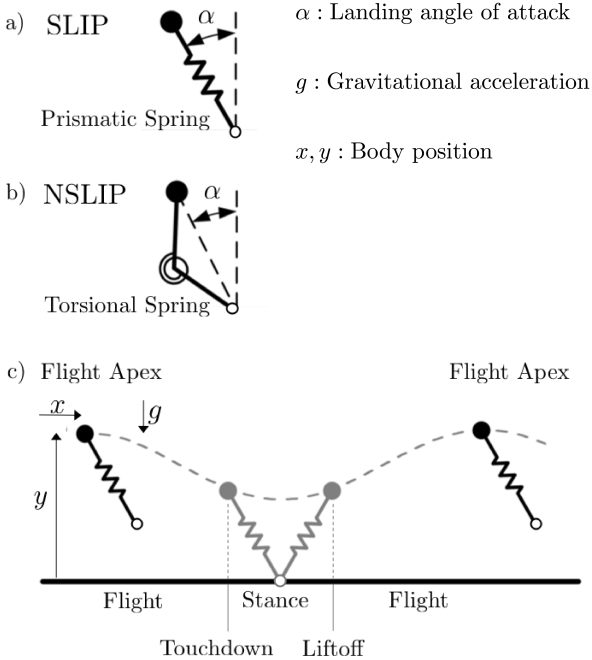 a) SLIP
α
α : Landing angle of attack
g : Gravitational acceleration
Prismatic Spring
x, y : Body position
b) NSLIP
α
Torsional Spring
c) Flight Apex
Flight Apex
x
g
y
Flight
Stance
Flight
Touchdown
Liftoff